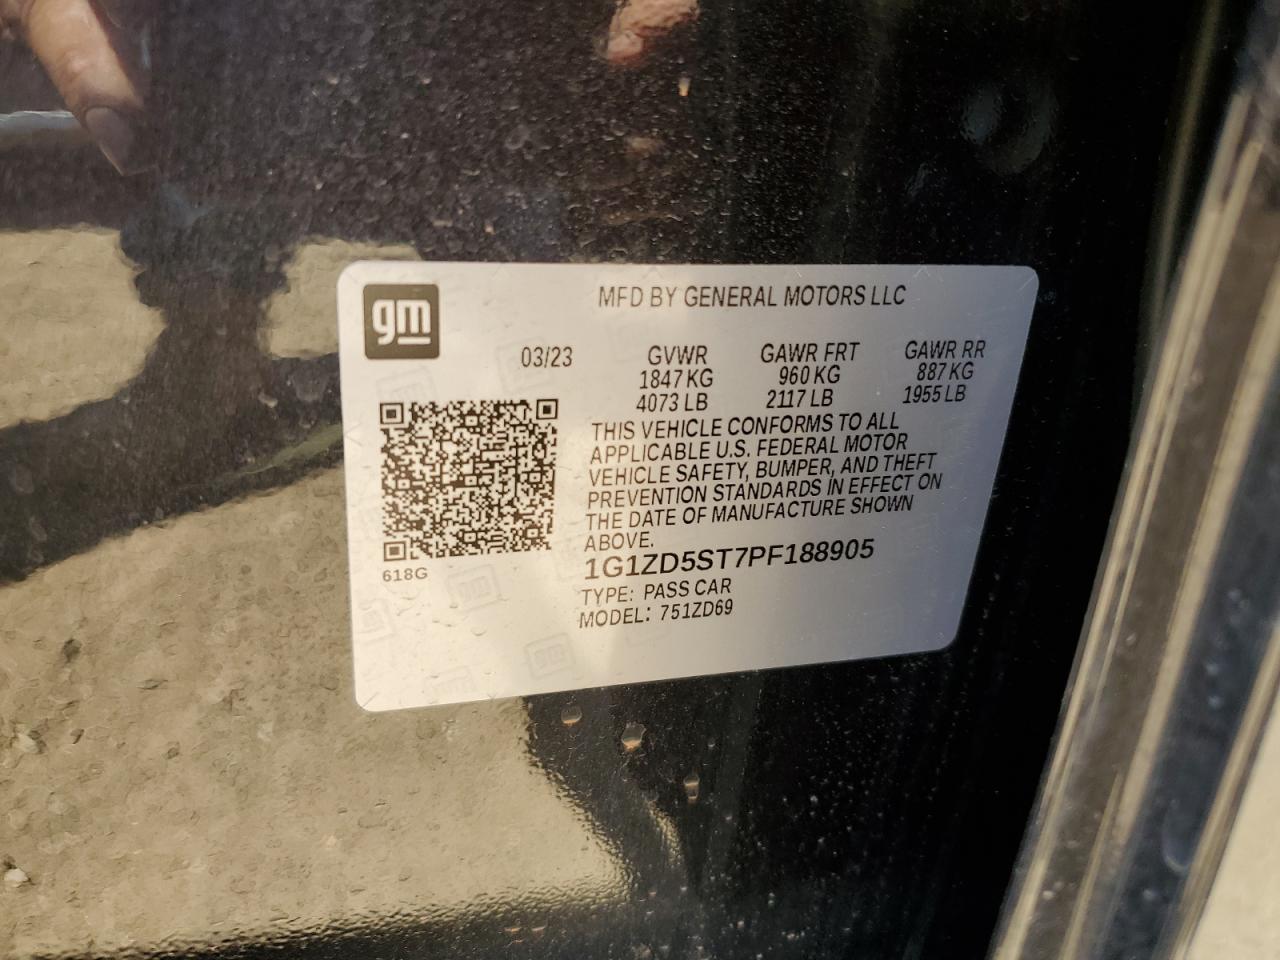 gm
MFD BY GENERAL MOTORS LLC
03/23 GVWR GAWR FRT GAWR RR
1847 KG 960 KG 887 KG
4073 LB 2117 LB 1955 LB
THIS VEHICLE CONFORMS TO ALL
APPLICABLE U.S. FEDERAL MOTOR
VEHICLE SAFETY, BUMPER, AND THEFT
PREVENTION STANDARDS IN EFFECT ON
THE DATE OF MANUFACTURE SHOWN
ABOVE.
618G
1G1ZD5ST7PF188905
TYPE: PASS CAR
MODEL: 751ZD69